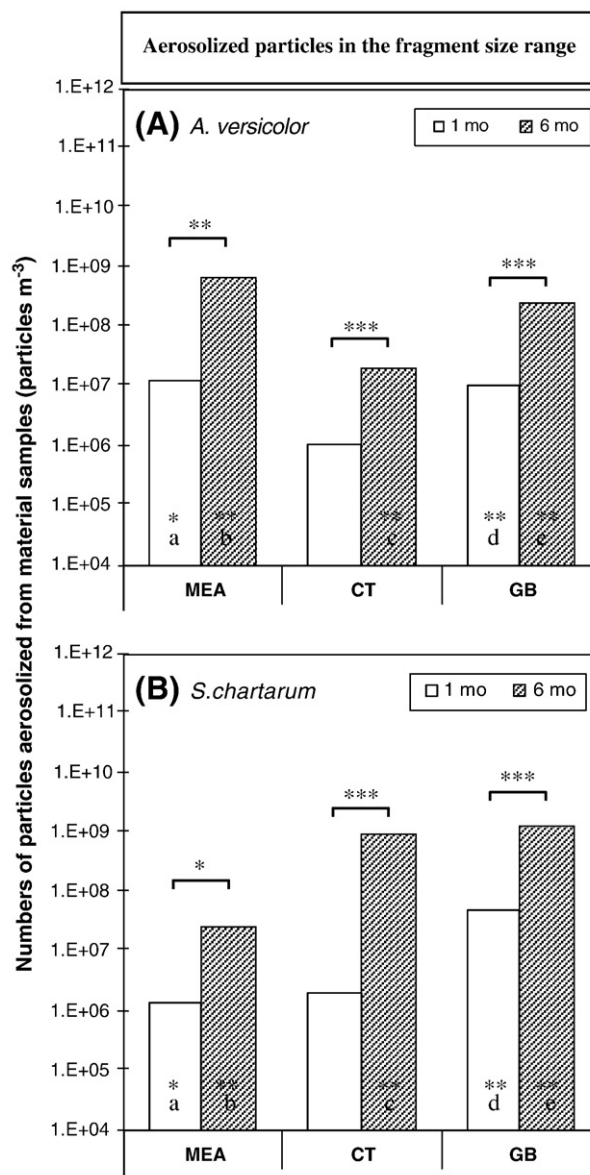 Aerosolized particles in the fragment size range
Numbers of particles aerosolized from material samples (particles m-3)
1.E+12
(A) A. versicolor
1 mo 6 mo
1.E+11
1.E+10
**
1.E+09
***
1.E+08
***
1.E+07
1.E+06
1.E+05
* ** ** ** **
a b c d e
1.E+04
MEA CT GB
1.E+12
(B) S.chartarum
1 mo 6 mo
1.E+11
1.E+10
*** ***
1.E+09
*
1.E+08
1.E+07
1.E+06
1.E+05
* ** ** ** **
a b c d e
1.E+04
MEA CT GB